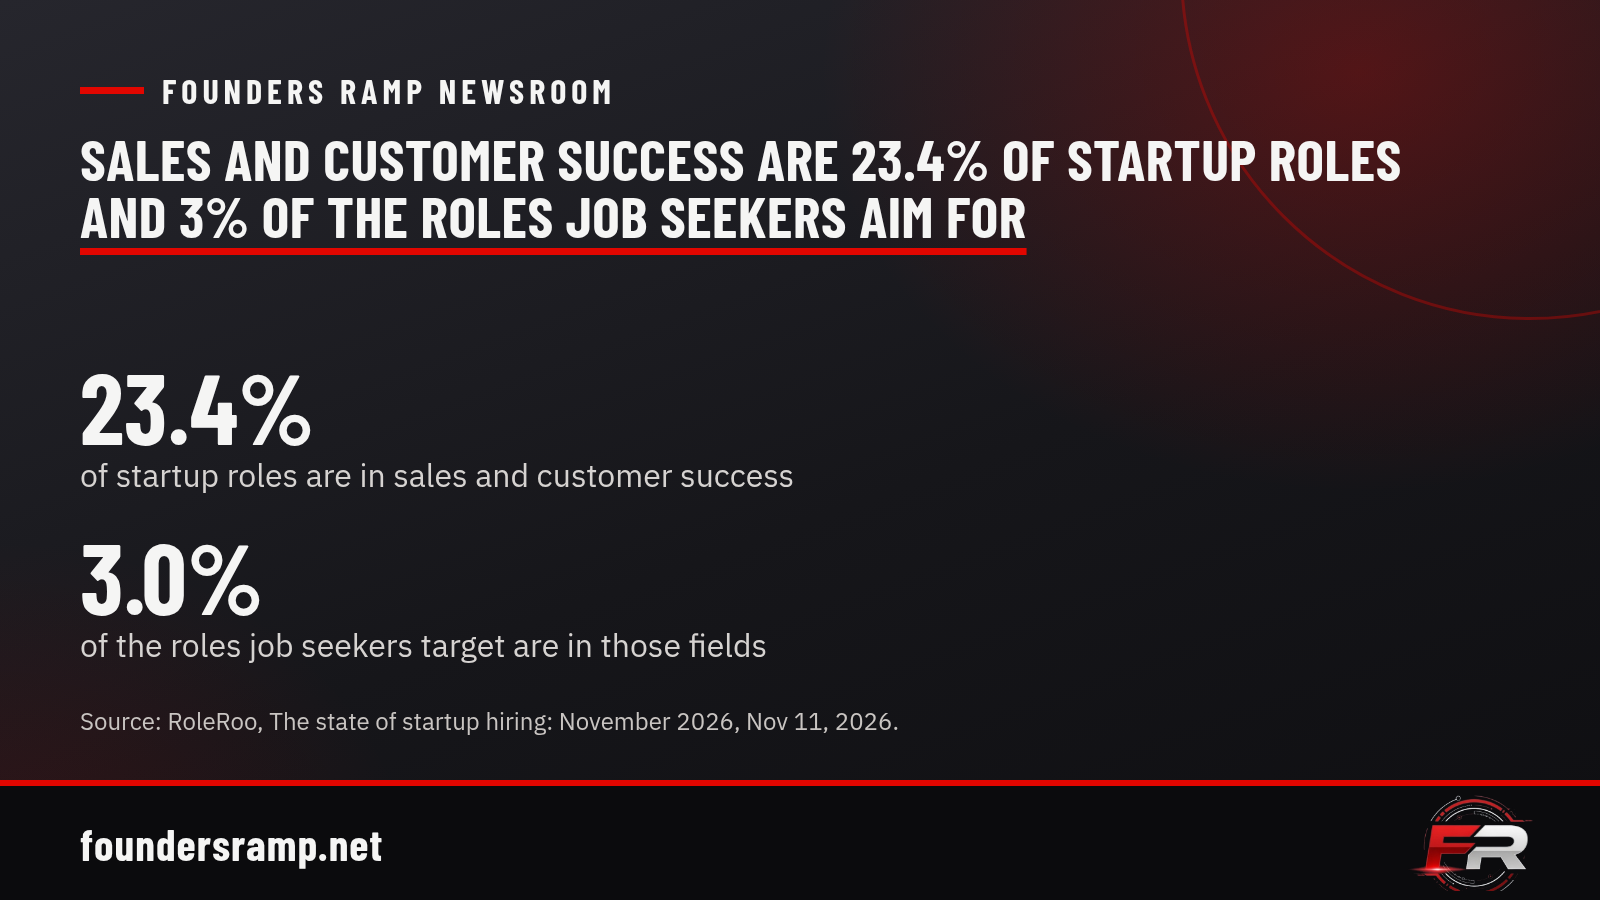 FOUNDERS RAMP NEWSROOM
SALES AND CUSTOMER SUCCESS ARE 23.4% OF STARTUP ROLES
AND 3% OF THE ROLES JOB SEEKERS AIM FOR
23.4%
of startup roles are in sales and customer success
3.0%
of the roles job seekers target are in those fields
Source: RoleRoo, The state of startup hiring: November 2026, Nov 11, 2026.
foundersramp.net
FR